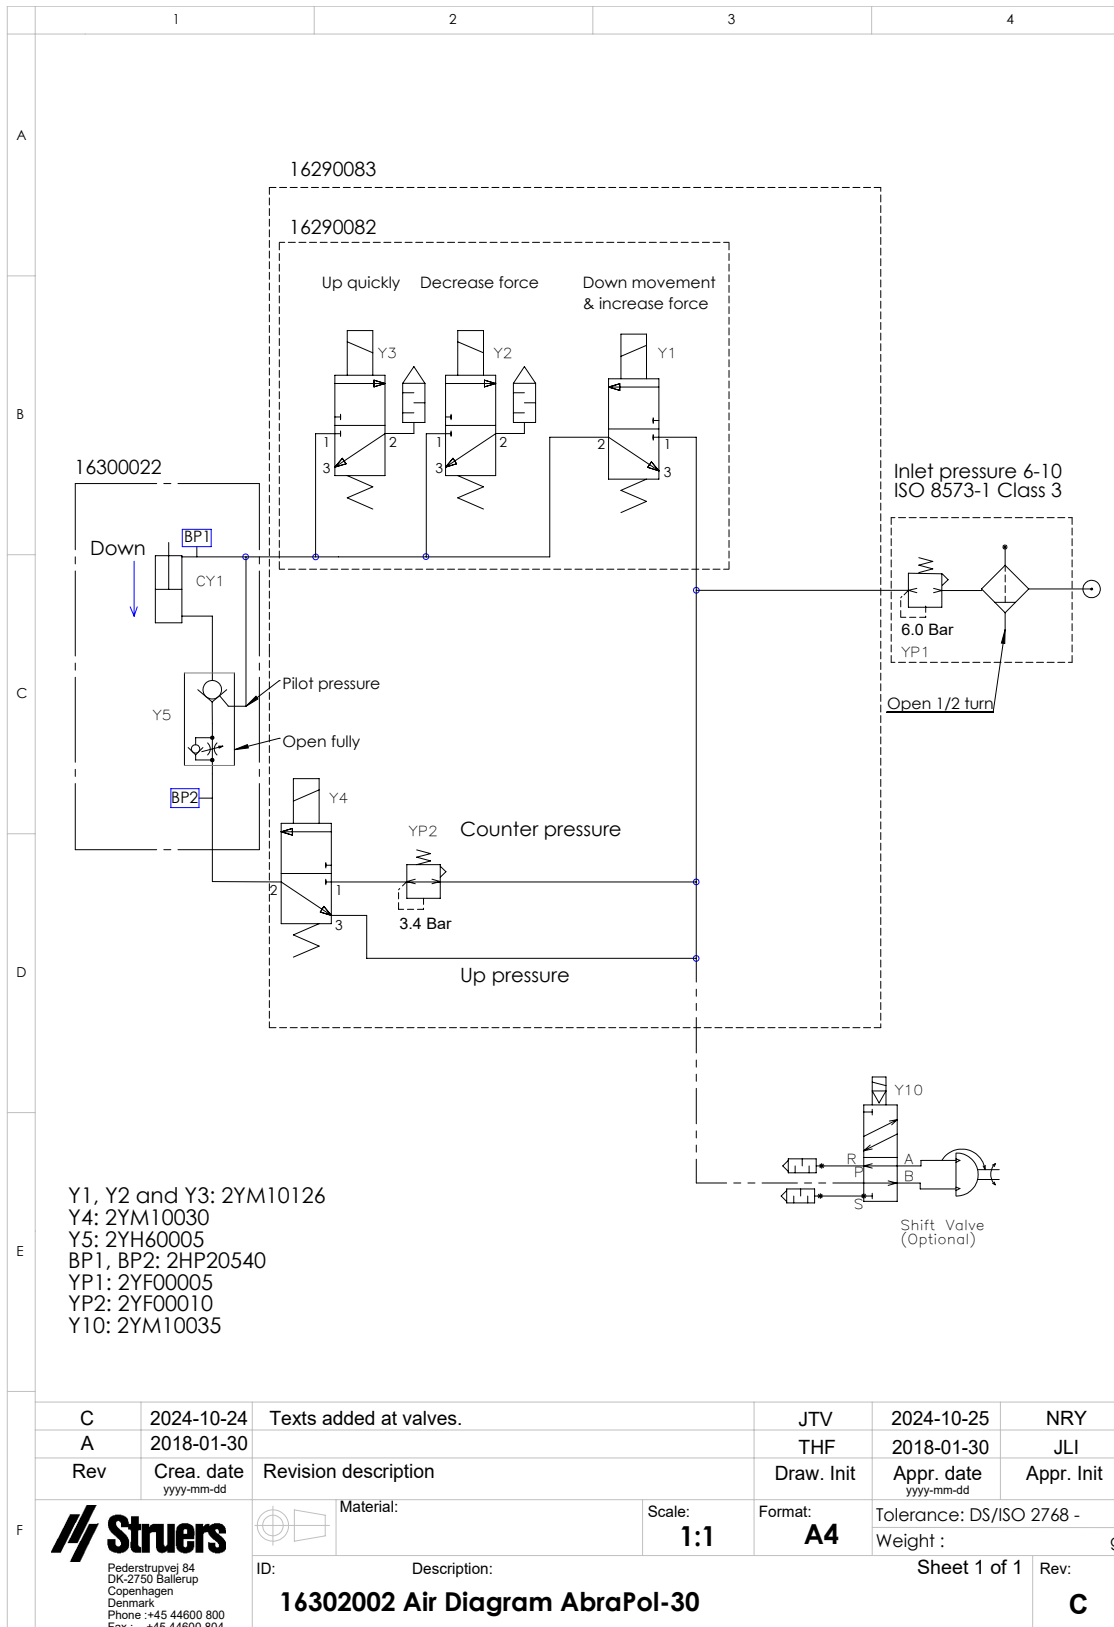 1 2 3 4
A
16290083
16290082
Up quickly Decrease force Down movement
& increase force
Y3 Y2 Y1
B
1 2 1 2 2 1
3 3 3
16300022
Inlet pressure 6-10
ISO 8573-1 Class 3
BP1
Down
CY1
6.0 Bar
YP1
C
Pilot pressure
Open 1/2 turn
Y5
Open fully
BP2
Y4
YP2 Counter pressure
2 1
3
3.4 Bar
D
Up pressure
Y10
R A
P
B
S
Shift Valve
(Optional)
E
Y1, Y2 and Y3: 2YM10126
Y4: 2YM10030
Y5: 2YH60005
BP1, BP2: 2HP20540
YP1: 2YF00005
YP2: 2YF00010
Y10: 2YM10035
C 2024-10-24 Texts added at valves. JTV 2024-10-25 NRY
A 2018-01-30 THF 2018-01-30 JLI
Rev Crea. date Revision description Draw. Init Appr. date Appr. Init
yyyy-mm-dd yyyy-mm-dd
F
Struers
Material: Scale: Format: Tolerance: DS/ISO 2768 -
1:1 A4
Weight : g
Pederstrupvej 84
DK-2750 Ballerup
Copenhagen
Denmark
Phone :+45 44600 800
Fax : +45 44600 804
ID: Description: Sheet 1 of 1 Rev:
16302002 Air Diagram AbraPol-30 C